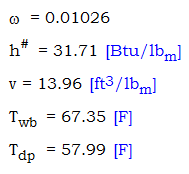 ω = 0.01026
h# = 31.71 [Btu/lbm]
v = 13.96 [ft3/lbm]
Twb = 67.35 [F]
Tdp = 57.99 [F]